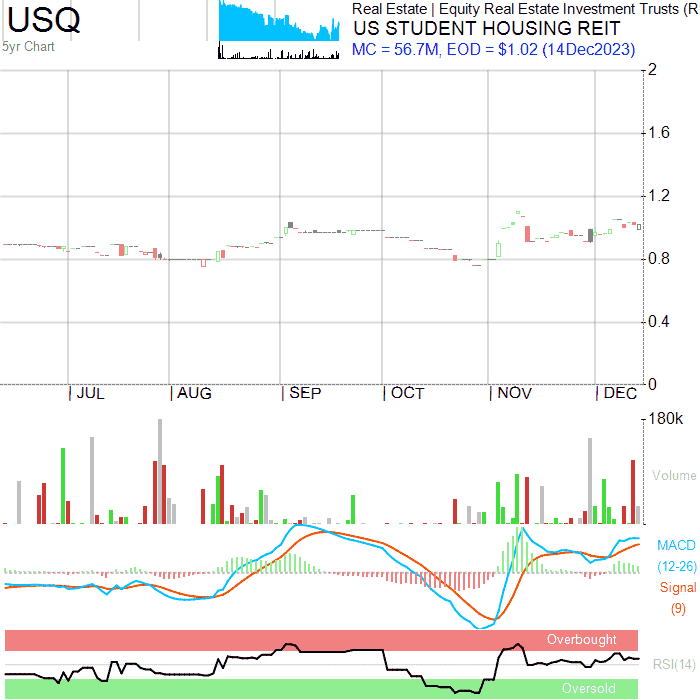 USQ
5yr Chart
Real Estate | Equity Real Estate Investment Trusts (R
US STUDENT HOUSING REIT
MC = 56.7M, EOD = $1.02 (14Dec2023)
2
1.6
1.2
0.8
0.4
0
JUL AUG SEP OCT NOV DEC
180k
Volume
MACD
(12-26)
Signal
(9)
Overbought
RSI(14)
Oversold